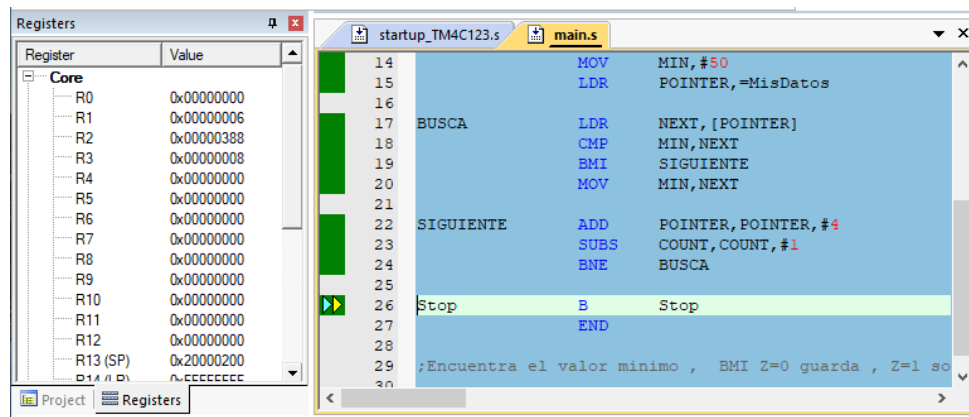 Registers
Register Value
Core
R0 0x00000000
R1 0x00000006
R2 0x00000388
R3 0x00000008
R4 0x00000000
R5 0x00000000
R6 0x00000000
R7 0x00000000
R8 0x00000000
R9 0x00000000
R10 0x00000000
R11 0x00000000
R12 0x00000000
R13 (SP) 0x20000200
R14 (LR) 0xFFFFFFFF
Project Registers
startup_TM4C123.s main.s
14 MOV MIN,#50
15 LDR POINTER,=MisDatos
16
17 BUSCA LDR NEXT,[POINTER]
18 CMP MIN,NEXT
19 BMI SIGUIENTE
20 MOV MIN,NEXT
21
22 SIGUIENTE ADD POINTER,POINTER,#4
23 SUBS COUNT,COUNT,#1
24 BNE BUSCA
25
26 Stop B Stop
27 END
28
29 ;Encuentra el valor minimo , BMI Z=0 guarda , Z=1 so
30